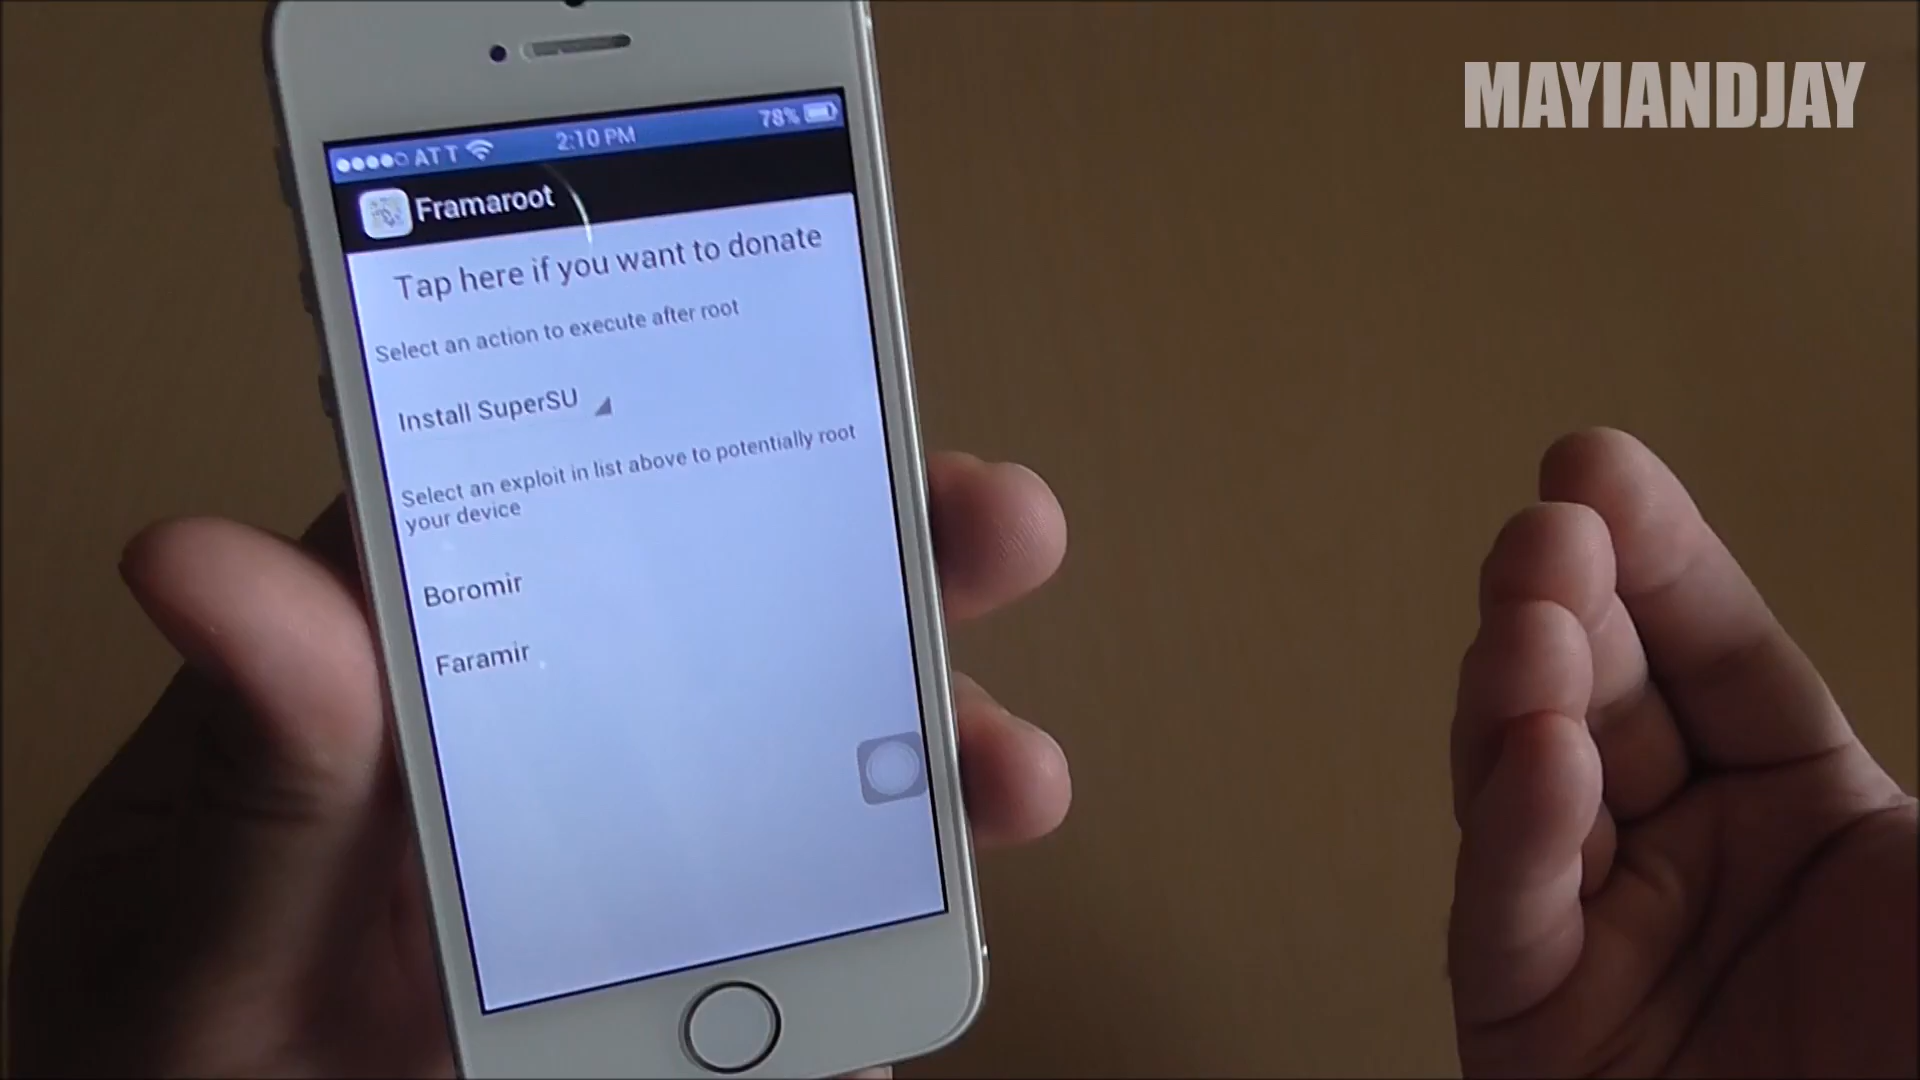 MAYIANDJAY
ATT 2:10 PM 78%
Framaroot
Tap here if you want to donate
Select an action to execute after root
Install SuperSU
Select an exploit in list above to potentially root
your device
Boromir
Faramir